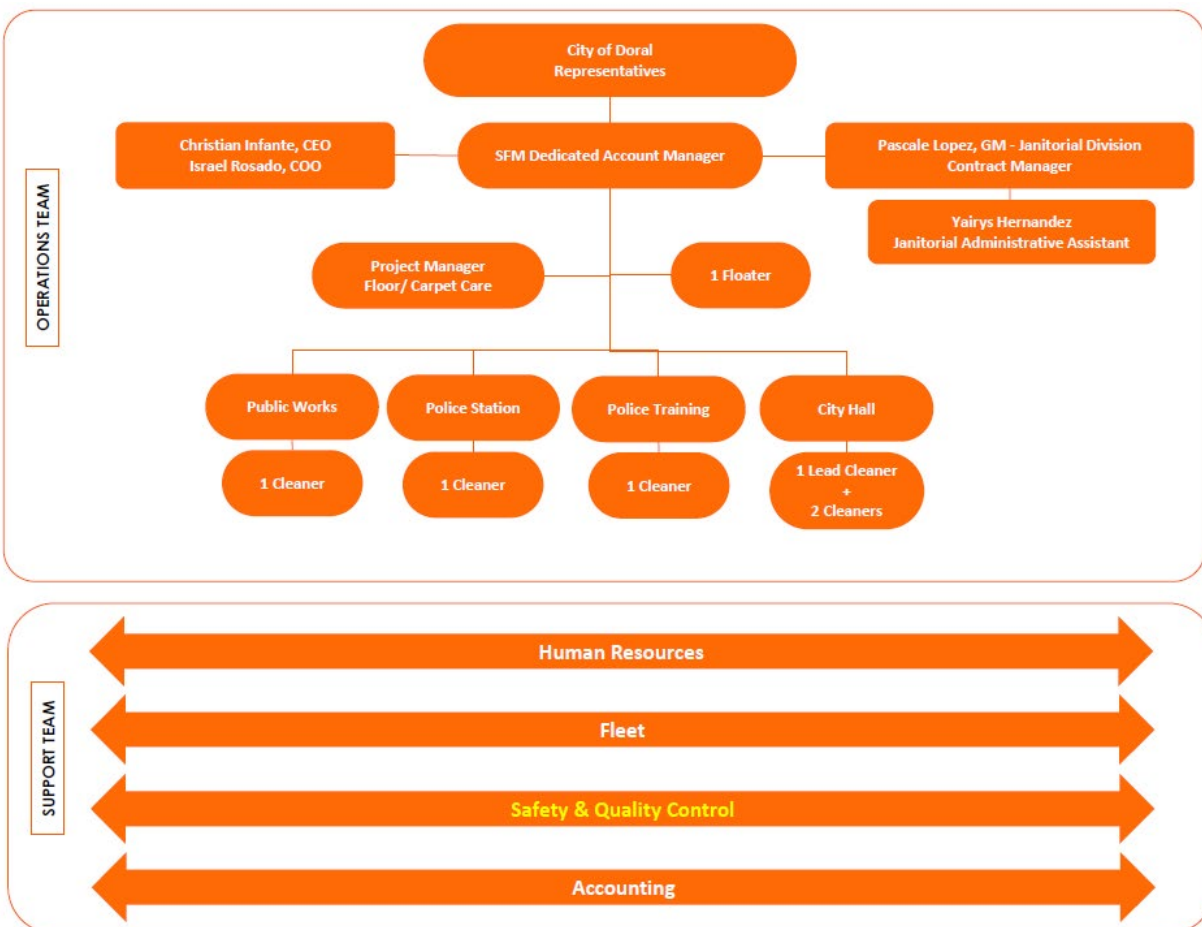 City of Doral
Representatives
Christian Infante, CEO
Israel Rosado, COO
SFM Dedicated Account Manager
Pascale Lopez, GM - Janitorial Division
Contract Manager
Yairys Hernandez
Janitorial Administrative Assistant
OPERATIONS TEAM
Project Manager
Floor/ Carpet Care
1 Floater
Public Works
Police Station
Police Training
City Hall
1 Cleaner
1 Cleaner
1 Cleaner
1 Lead Cleaner
+
2 Cleaners
SUPPORT TEAM
Human Resources
Fleet
Safety & Quality Control
Accounting